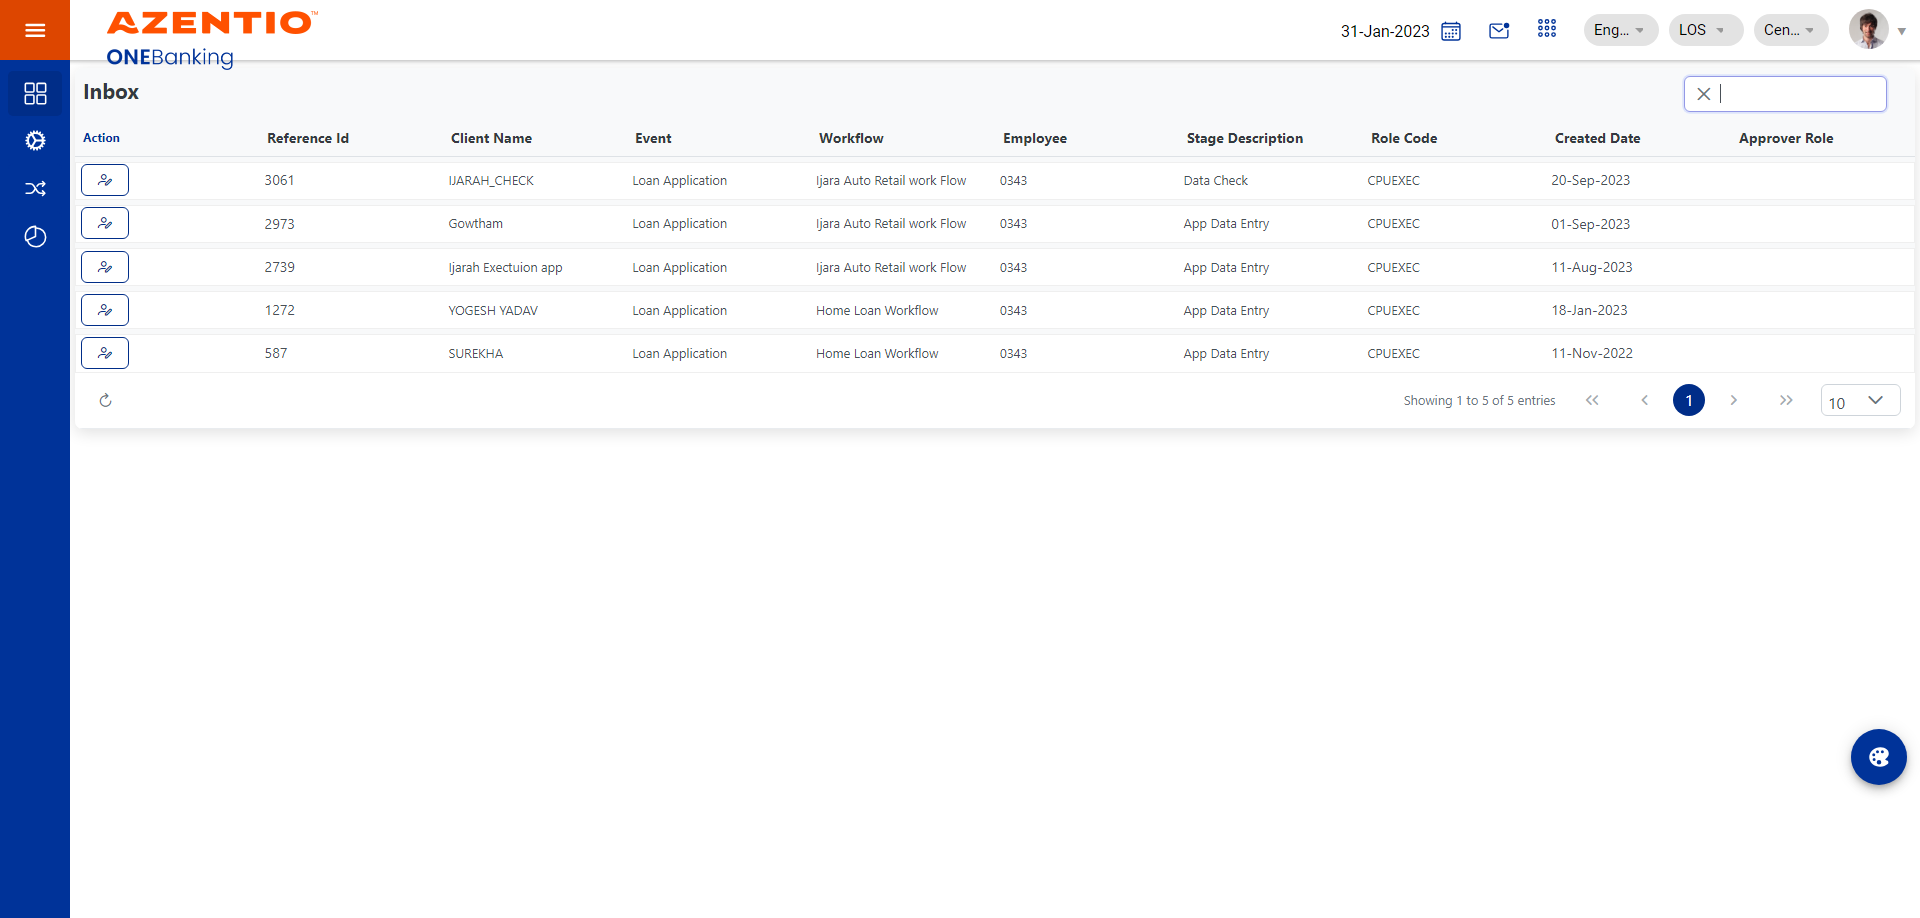 AZENTIO™
ONEBanking
31-Jan-2023 Eng... LOS Cen...
Inbox
Action Reference Id Client Name Event Workflow Employee Stage Description Role Code Created Date Approver Role
3061 IJARAH_CHECK Loan Application Ijara Auto Retail work Flow 0343 Data Check CPUEXEC 20-Sep-2023
2973 Gowtham Loan Application Ijara Auto Retail work Flow 0343 App Data Entry CPUEXEC 01-Sep-2023
2739 Ijarah Exectuion app Loan Application Ijara Auto Retail work Flow 0343 App Data Entry CPUEXEC 11-Aug-2023
1272 YOGESH YADAV Loan Application Home Loan Workflow 0343 App Data Entry CPUEXEC 18-Jan-2023
587 SUREKHA Loan Application Home Loan Workflow 0343 App Data Entry CPUEXEC 11-Nov-2022
Showing 1 to 5 of 5 entries 1 10